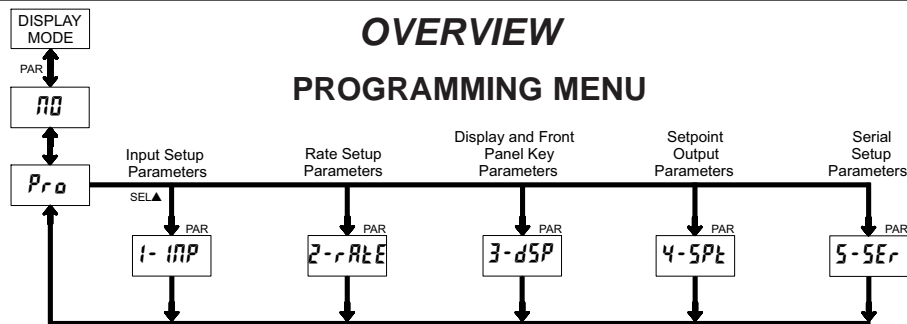 DISPLAY
MODE
OVERVIEW
PAR
PROGRAMMING MENU
NO
Pro
Input Setup
Parameters
Rate Setup
Parameters
Display and Front
Panel Key
Parameters
Setpoint
Output
Parameters
Serial
Setup
Parameters
SEL▲
PAR
PAR
PAR
PAR
PAR
1-INP
2-rAtE
3-dSP
4-SPt
5-SEr